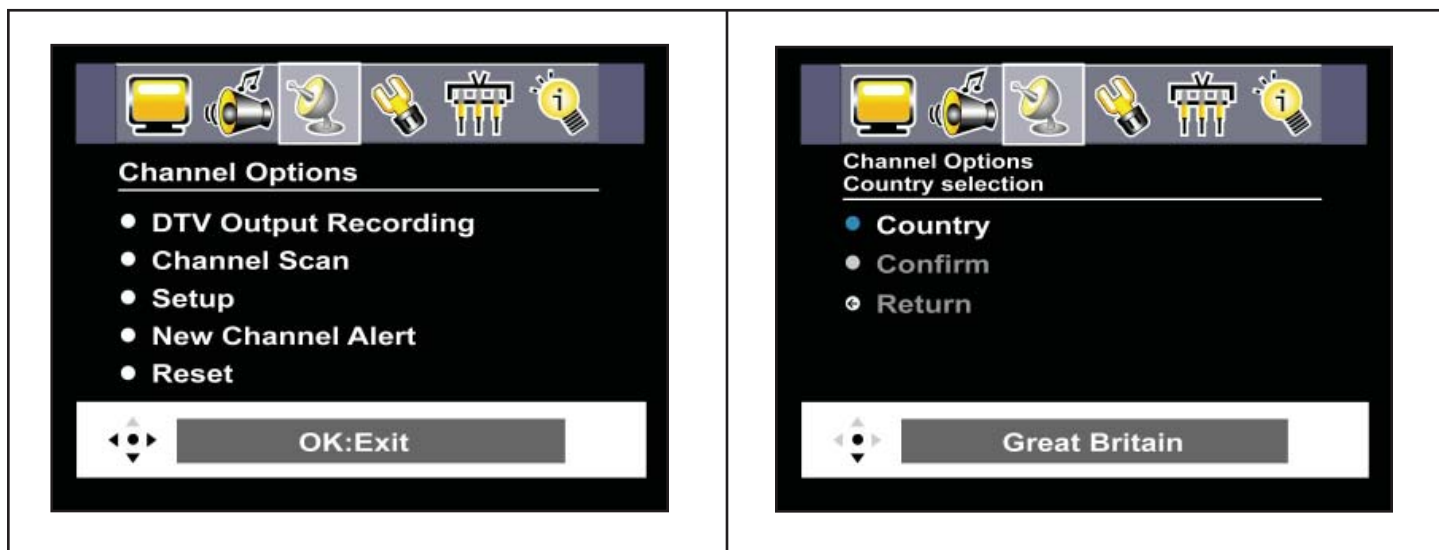 Channel Options
DTV Output Recording
Channel Scan
Setup
New Channel Alert
Reset
OK:Exit
Channel Options
Country selection
Country
Confirm
Return
Great Britain